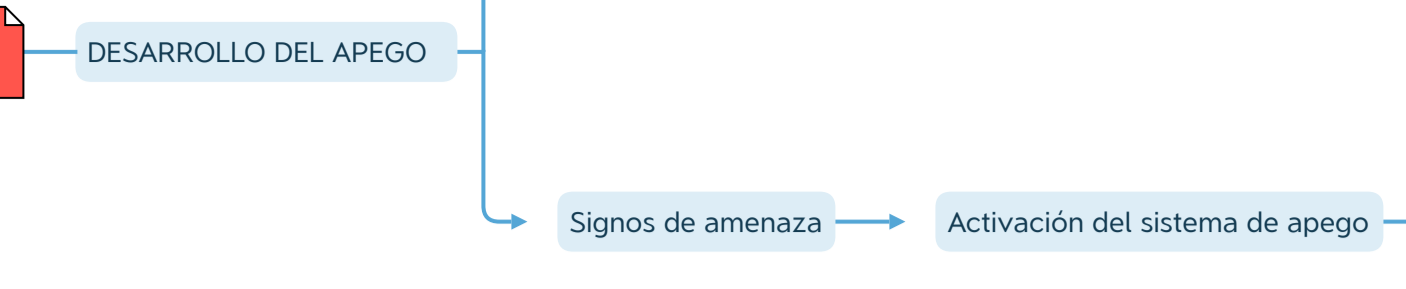 DESARROLLO DEL APEGO
Signos de amenaza
Activación del sistema de apego